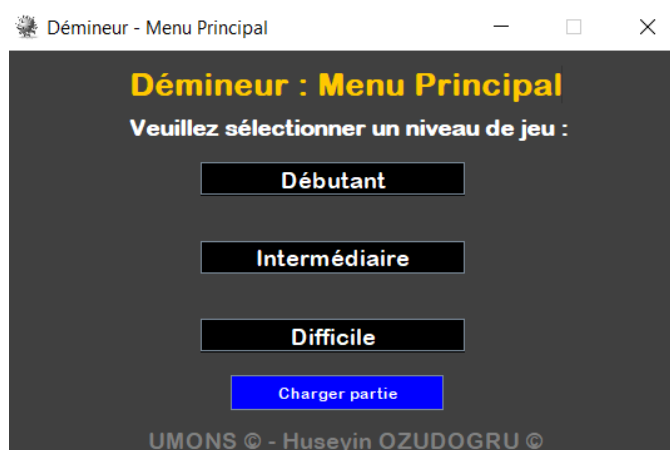 Démineur - Menu Principal
Démineur : Menu Principal
Veuillez sélectionner un niveau de jeu :
Débutant
Intermédiaire
Difficile
Charger partie
UMONS © - Huseyin OZUDOGRU ©